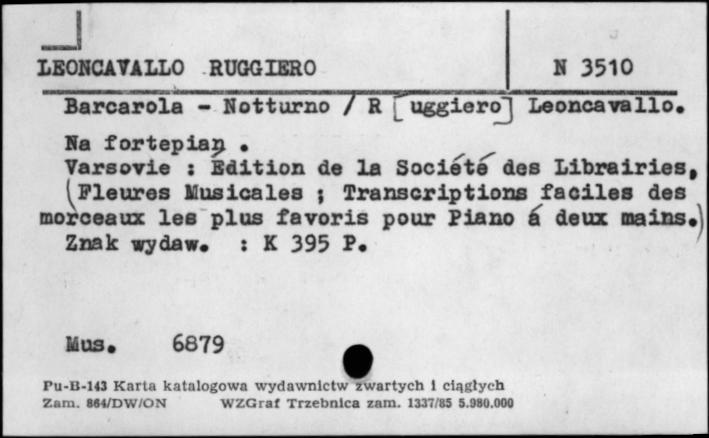 LEONCAVALLO RUGGIERO N 3510
Barcarola - Notturno / R [uggiero] Leoncavallo.
Na fortepian .
Varsovie : Édition de la Société des Librairies,
(Fleures Musicales ; Transcriptions faciles des
morceaux les plus favoris pour Piano á deux mains.)
Znak wydaw. : K 395 P.
Mus. 6879
Pu-B-143 Karta katalogowa wydawnictw zwartych i ciągłych
Zam. 864/DW/ON WZGraf Trzebnica zam. 1337/85 5.980.000